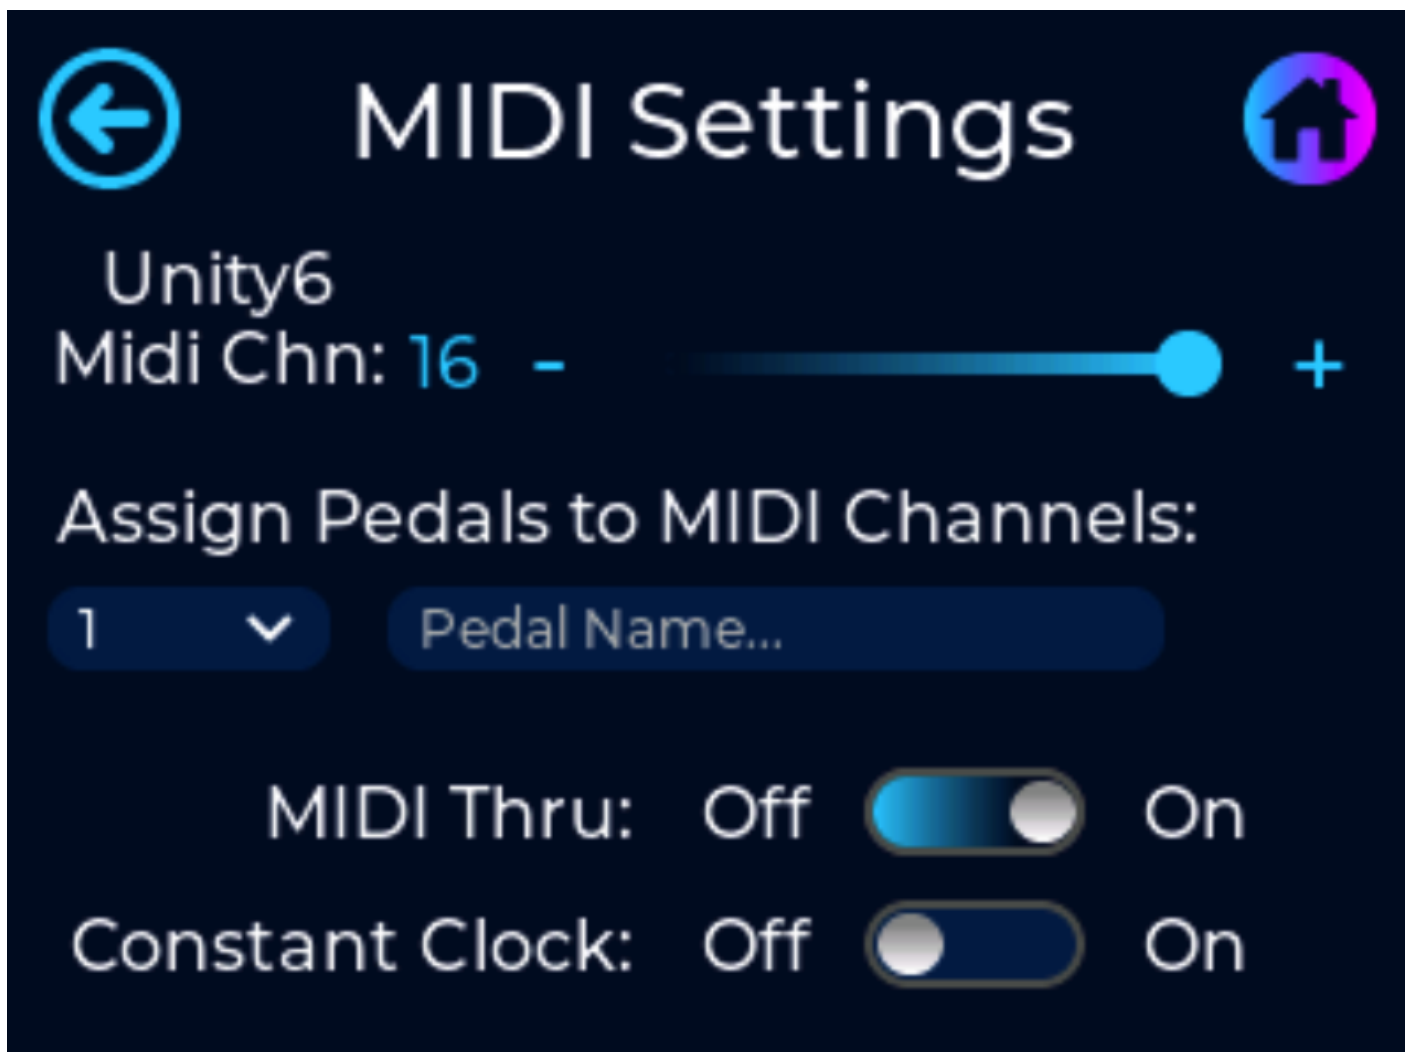 MIDI Settings
Unity6
Midi Chn: 16 - +
Assign Pedals to MIDI Channels:
1 Pedal Name...
MIDI Thru: Off On
Constant Clock: Off On